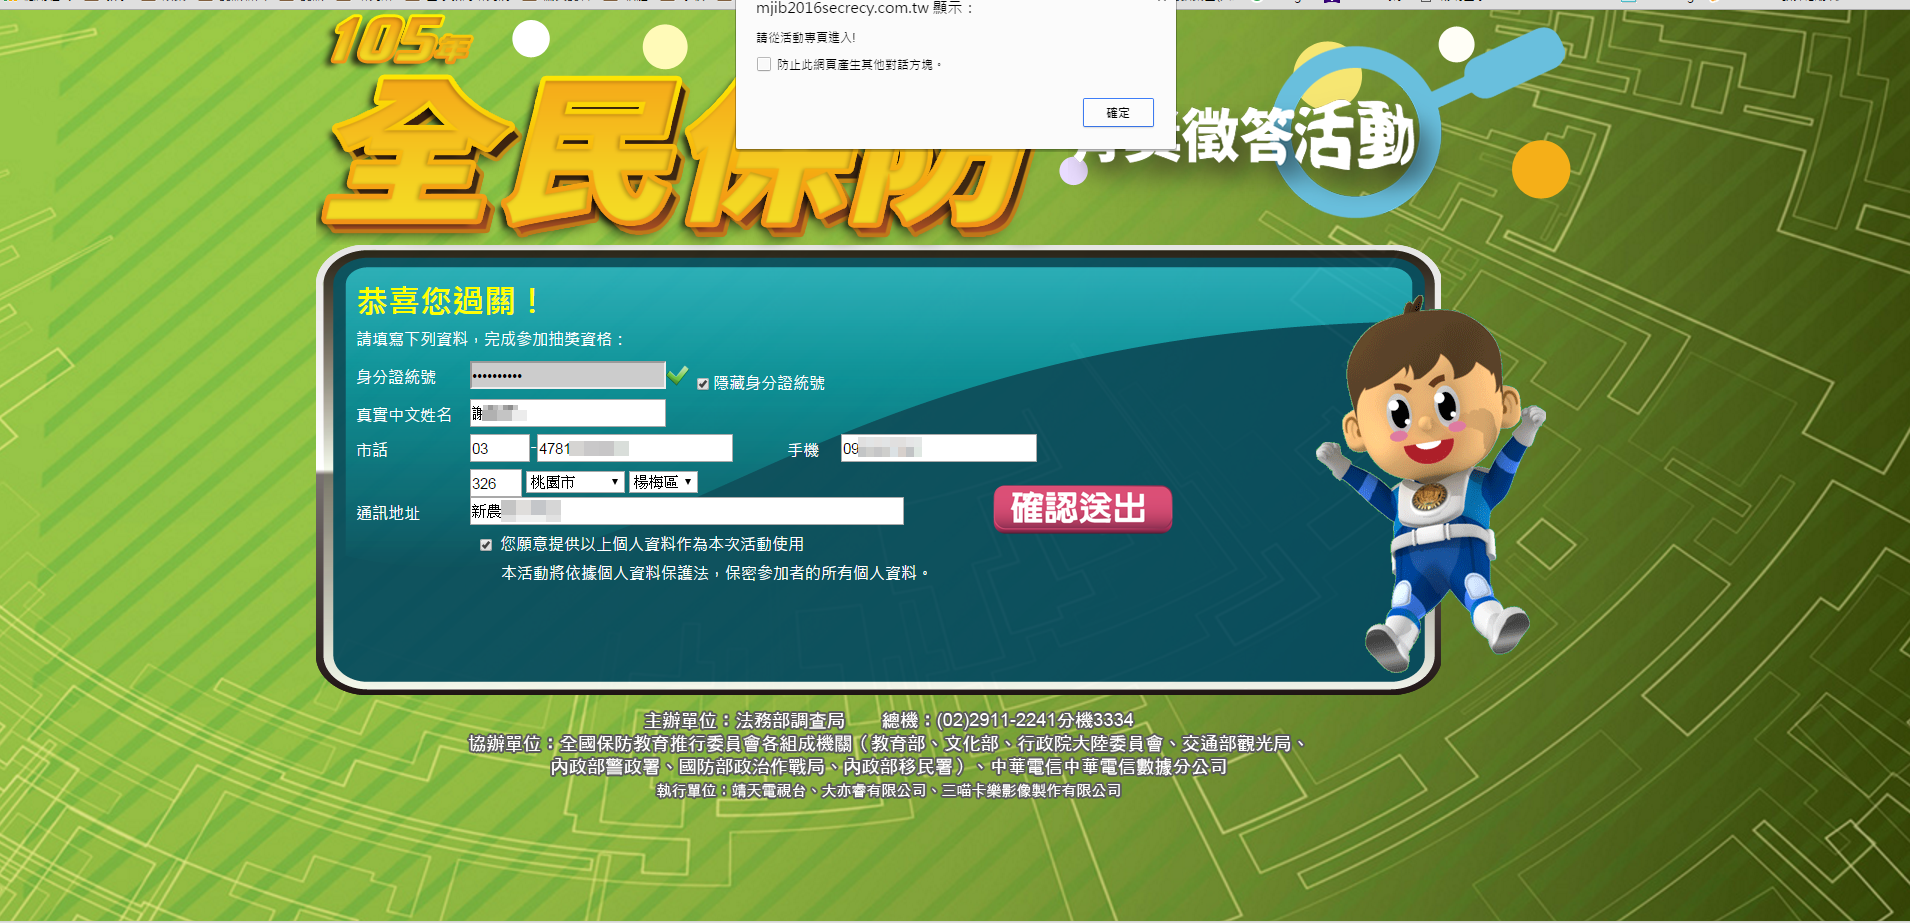 mjib2016secrecy.com.tw 顯示：
請從活動專頁進入!
防止此網頁產生其他對話方塊。
確定
105年
全民保防
徵答活動
恭喜您過關！
請填寫下列資料，完成參加抽獎資格：
身分證統號 •••••••••• 隱藏身分證統號
真實中文姓名 謝
市話 03 - 4781 手機 09
326 桃園市 楊梅區
通訊地址 新農
確認送出
您願意提供以上個人資料作為本次活動使用
本活動將依據個人資料保護法，保密參加者的所有個人資料。
主辦單位：法務部調查局 總機：(02)2911-2241分機3334
協辦單位：全國保防教育推行委員會各組成機關（教育部、文化部、行政院大陸委員會、交通部觀光局、
內政部警政署、國防部政治作戰局、內政部移民署）、中華電信中華電信數據分公司
執行單位：靖天電視台、大亦睿有限公司、三喵卡樂影像製作有限公司